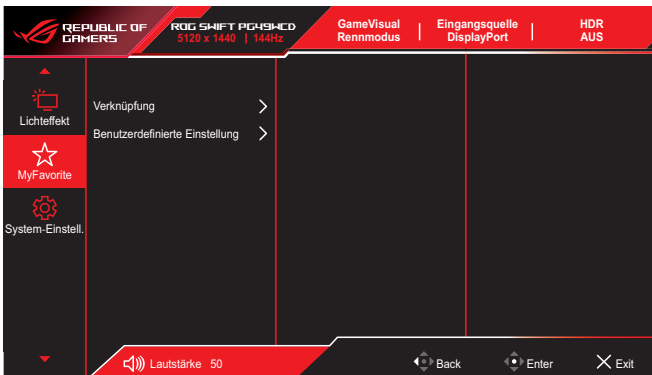 REPUBLIC OF
GAMERS
ROG SWIFT PG49WCD
5120 x 1440 | 144Hz
GameVisual
Rennmodus
Eingangsquelle
DisplayPort
HDR
AUS
Lichteffekt
MyFavorite
System-Einstell.
Verknüpfung
Benutzerdefinierte Einstellung
Lautstärke 50
Back
Enter
Exit